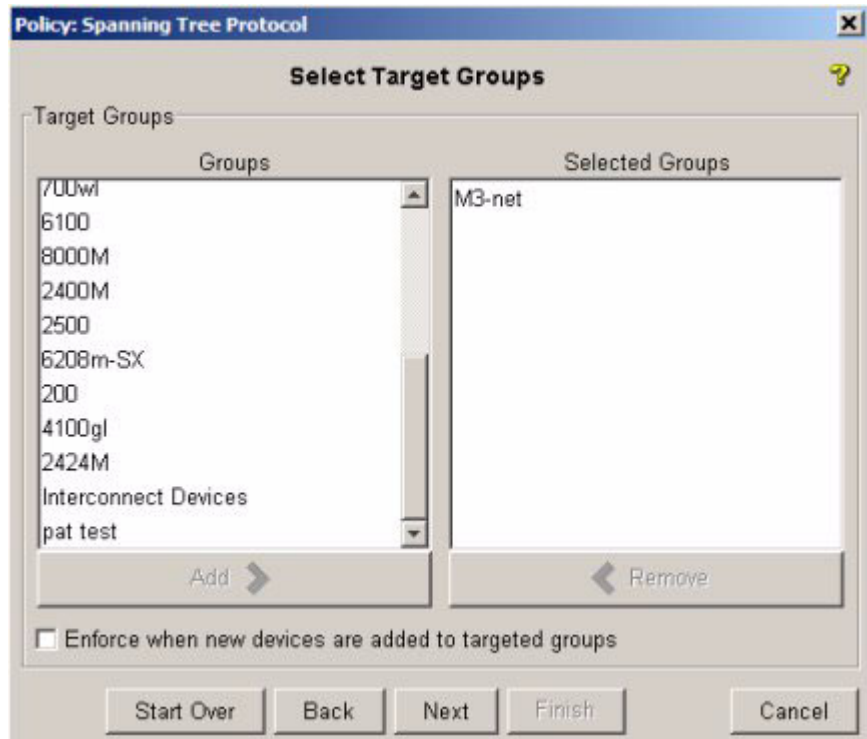 Policy: Spanning Tree Protocol
Select Target Groups
Target Groups
Groups
700wl
6100
8000M
2400M
2500
6208m-SX
200
4100gl
2424M
Interconnect Devices
pat test
Selected Groups
M3-net
Add
Remove
Enforce when new devices are added to targeted groups
Start Over Back Next Finish Cancel